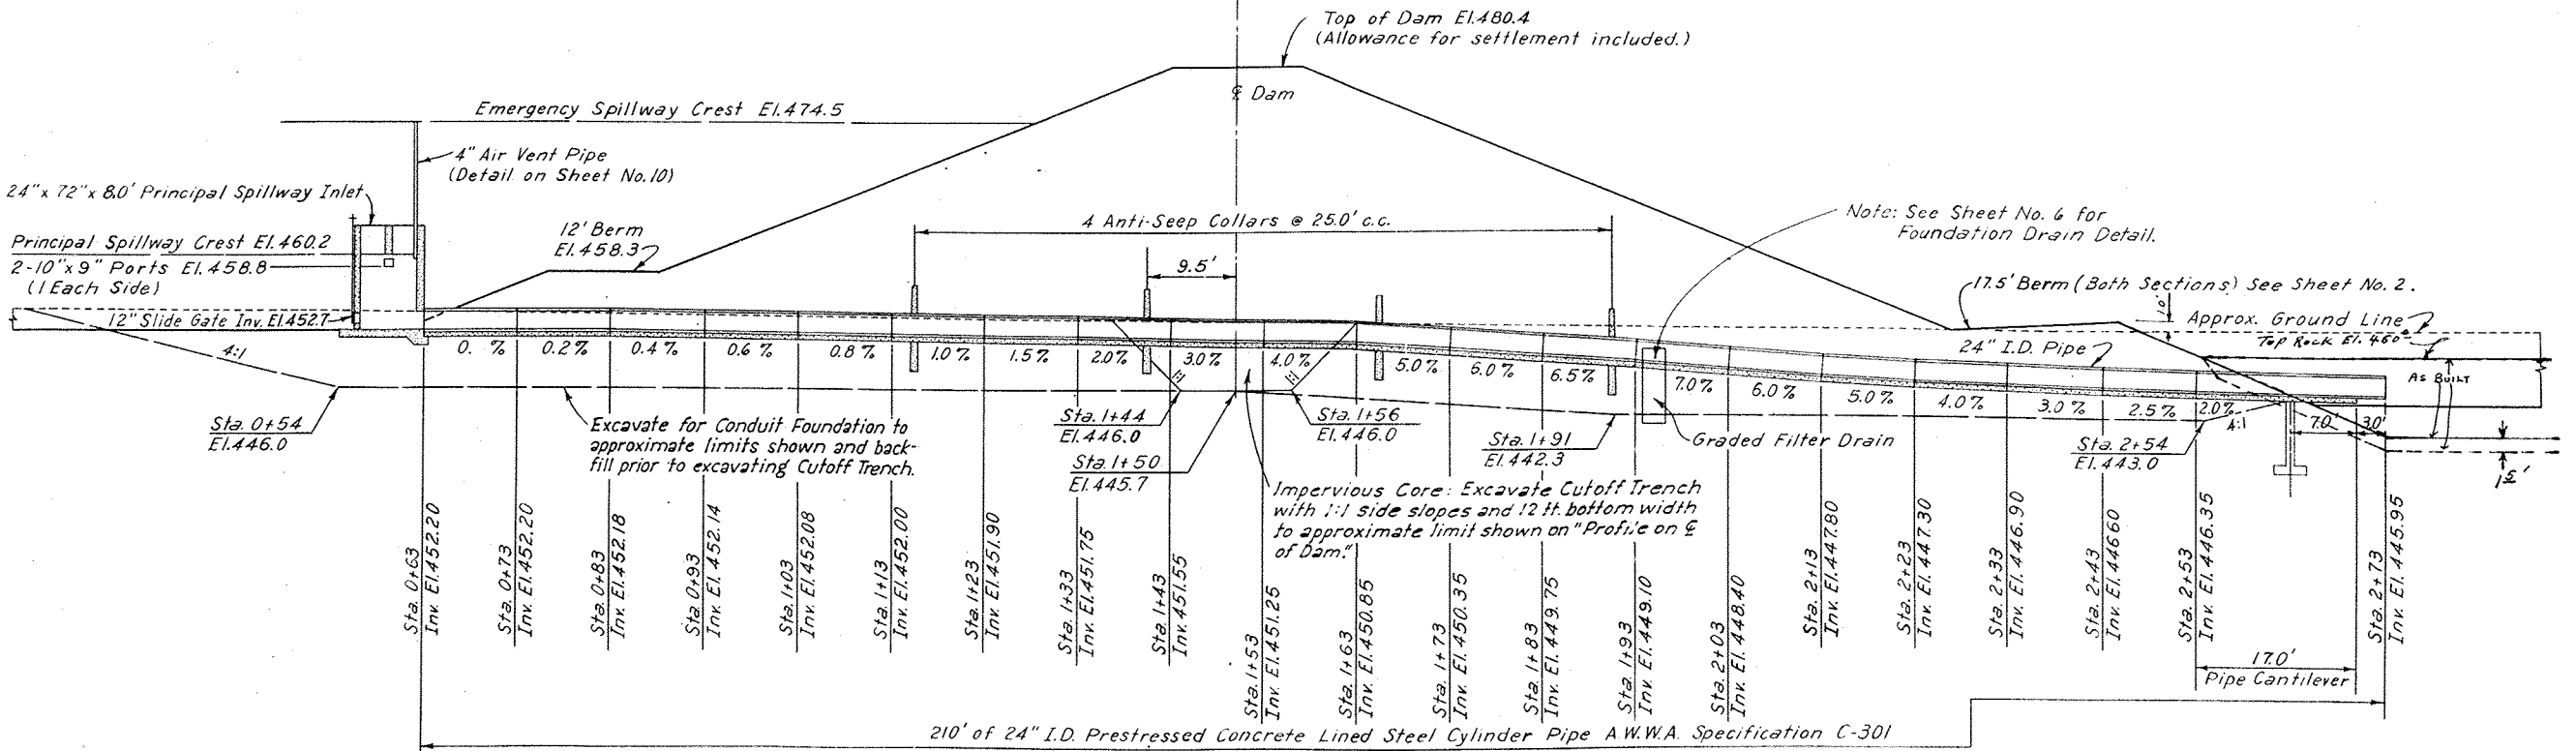 Top of Dam El. 480.4
(Allowance for settlement included.)
℄ Dam
Emergency Spillway Crest El. 474.5
4" Air Vent Pipe
(Detail on Sheet No. 10)
24" x 72" x 8.0' Principal Spillway Inlet
Principal Spillway Crest El. 460.2
2-10" x 9" Ports El. 458.8
(1 Each Side)
12" Slide Gate Inv. El. 452.7
12' Berm
El. 458.3
4 Anti-Seep Collars @ 25.0' c.c.
9.5'
Note: See Sheet No. 6 for
Foundation Drain Detail.
17.5' Berm (Both Sections) See Sheet No. 2.
1.0'
Approx. Ground Line
Top Rock El. 450
24" I.D. Pipe
AS BUILT
4:1
0. %
0.2 %
0.4 %
0.6 %
0.8 %
1.0 %
1.5 %
2.0 %
3.0 %
4.0 %
5.0 %
6.0 %
6.5 %
7.0 %
6.0 %
5.0 %
4.0 %
3.0 %
2.5 %
2.0 %
1:1
1:1
4:1
7.0'
3.0'
Sta. 0+54
El. 446.0
Excavate for Conduit Foundation to
approximate limits shown and back-
fill prior to excavating Cutoff Trench.
Sta. 1+44
El. 446.0
Sta. 1+50
El. 445.7
Sta. 1+56
El. 446.0
Sta. 1+91
El. 442.3
Graded Filter Drain
Sta. 2+54
El. 443.0
Impervious Core: Excavate Cutoff Trench
with 1:1 side slopes and 12 ft. bottom width
to approximate limit shown on "Profile on ℄
of Dam."
Sta. 0+63
Inv. El. 452.20
Sta. 0+73
Inv. El. 452.20
Sta. 0+83
Inv. El. 452.18
Sta. 0+93
Inv. El. 452.14
Sta. 1+03
Inv. El. 452.08
Sta. 1+13
Inv. El. 452.00
Sta. 1+23
Inv. El. 451.90
Sta. 1+33
Inv. El. 451.75
Sta. 1+43
Inv. 451.55
Sta. 1+53
Inv. El. 451.25
Sta. 1+63
Inv. El. 450.85
Sta. 1+73
Inv. El. 450.35
Sta. 1+83
Inv. El. 449.75
Sta. 1+93
Inv. El. 449.10
Sta. 2+03
Inv. El. 448.40
Sta. 2+13
Inv. El. 447.80
Sta. 2+23
Inv. El. 447.30
Sta. 2+33
Inv. El. 446.90
Sta. 2+43
Inv. El. 446.60
Sta. 2+53
Inv. El. 446.35
Sta. 2+73
Inv. El. 445.95
17.0'
Pipe Cantilever
210' of 24" I.D. Prestressed Concrete Lined Steel Cylinder Pipe A.W.W.A. Specification C-301